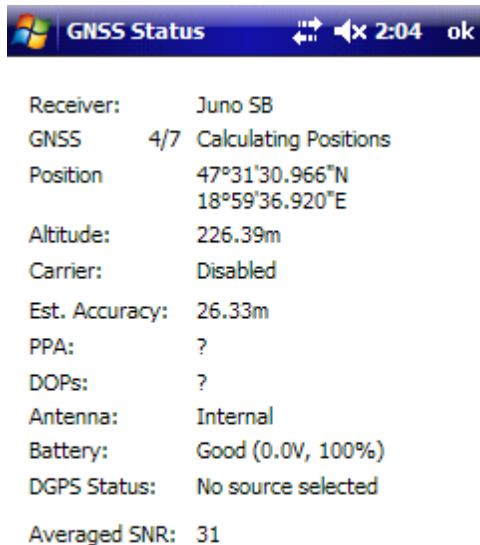 GNSS Status 2:04 ok
Receiver: Juno SB
GNSS 4/7 Calculating Positions
Position 47°31'30.966"N
18°59'36.920"E
Altitude: 226.39m
Carrier: Disabled
Est. Accuracy: 26.33m
PPA: ?
DOPs: ?
Antenna: Internal
Battery: Good (0.0V, 100%)
DGPS Status: No source selected
Averaged SNR: 31